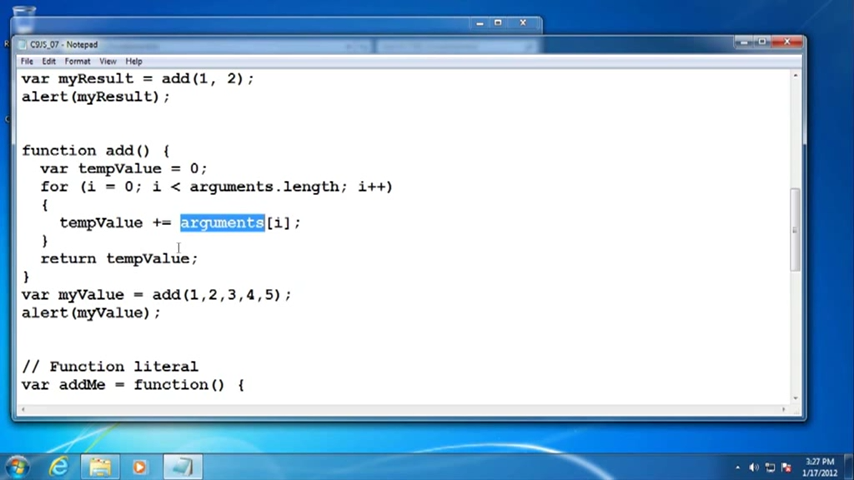 C9JS_07 - Notepad
File Edit Format View Help
var myResult = add(1, 2);
alert(myResult);
function add() {
var tempValue = 0;
for (i = 0; i < arguments.length; i++)
{
tempValue += arguments[i];
}
return tempValue;
}
var myValue = add(1,2,3,4,5);
alert(myValue);
// Function literal
var addMe = function() {
3:27 PM
1/17/2012